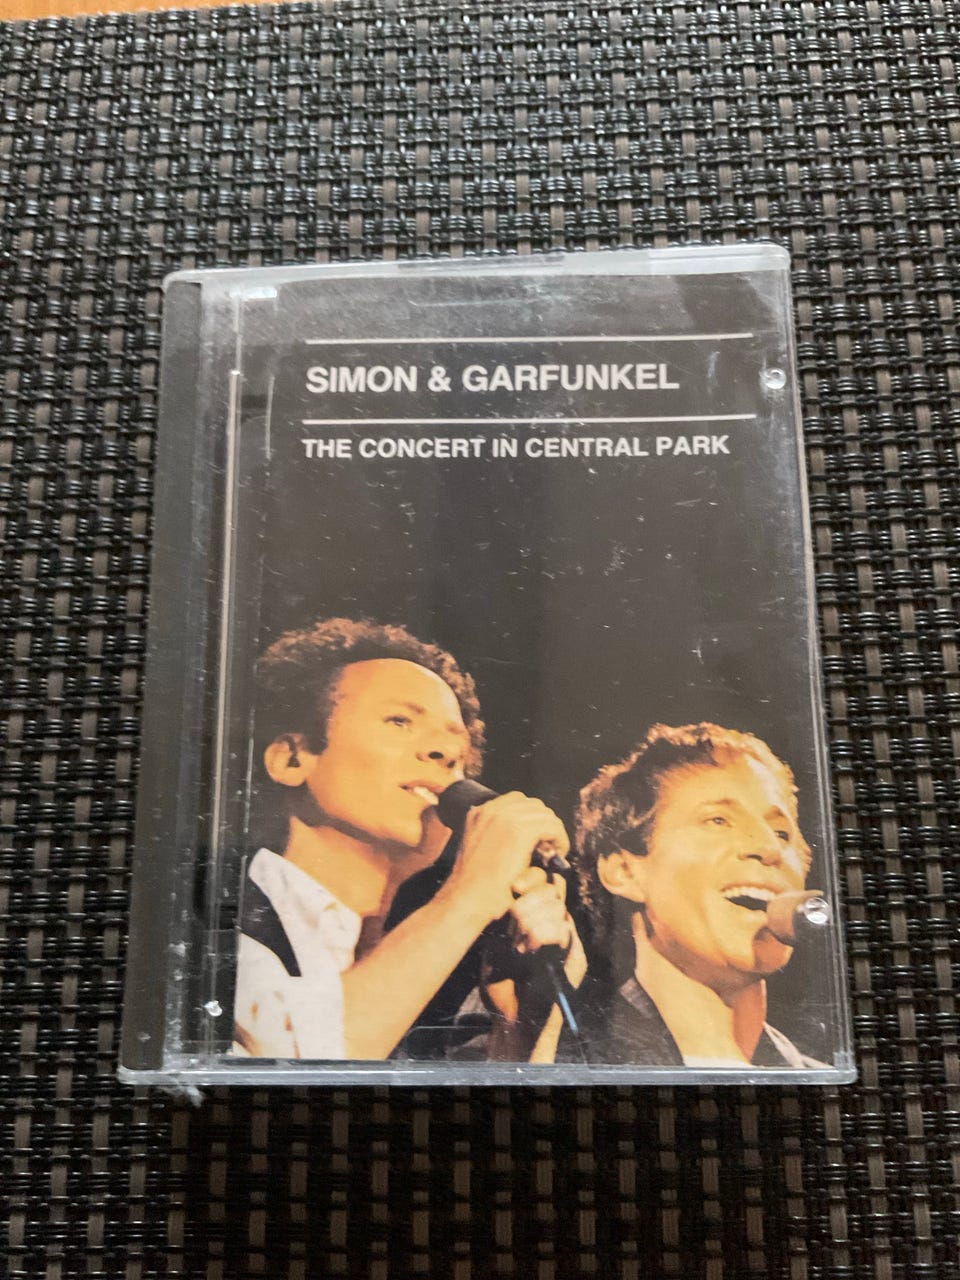 SIMON & GARFUNKEL
THE CONCERT IN CENTRAL PARK